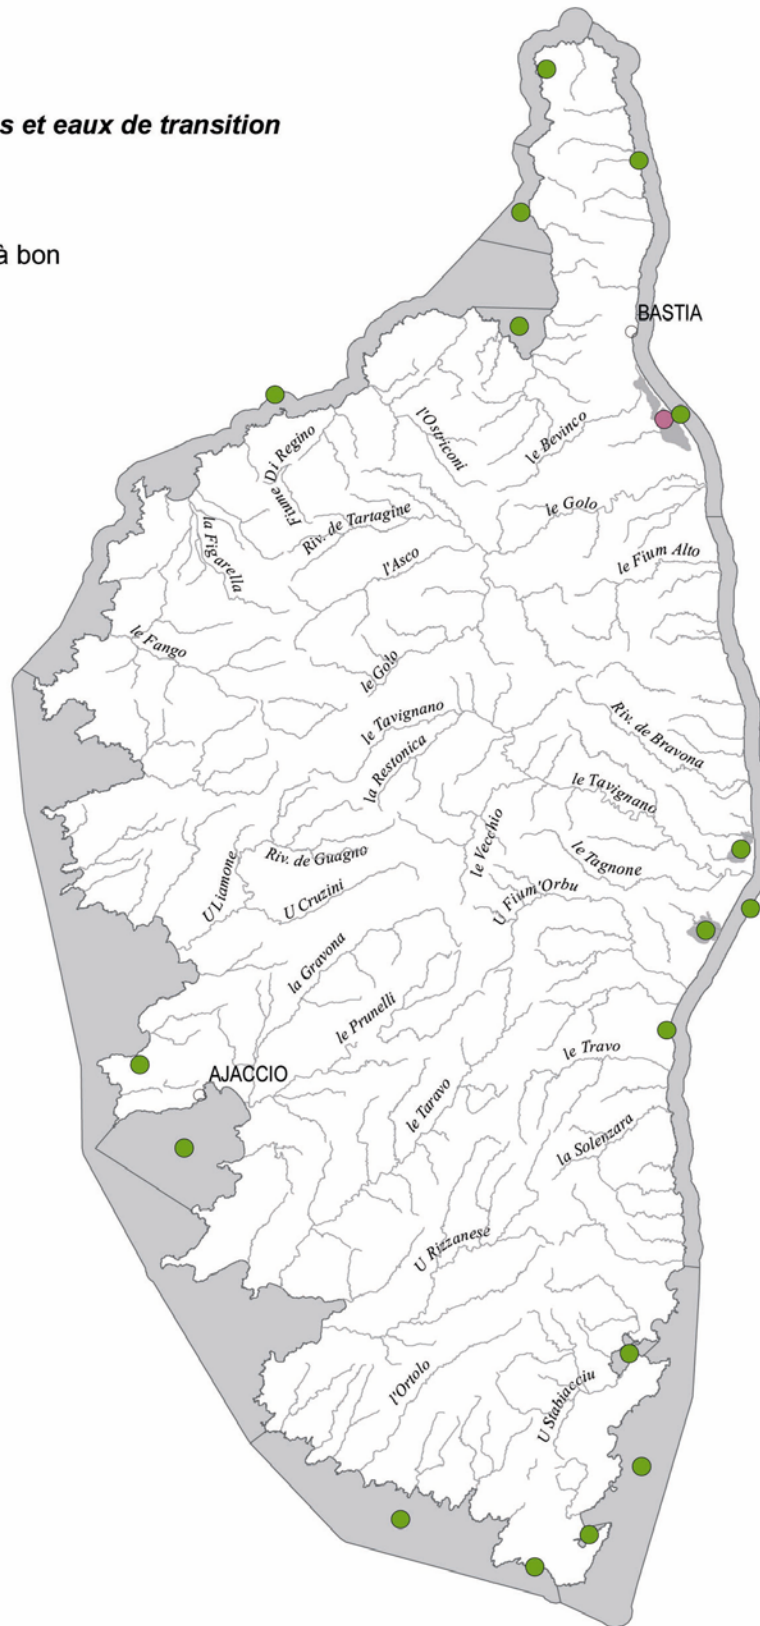 s et eaux de transition
à bon
BASTIA
l'Ostriconi
le Bevinco
Fiume Di Regino
le Golo
Riv. de Tartagine
la Figarella
l'Asco
le Fium Alto
le Fango
le Golo
le Tavignano
Riv. de Bravona
la Restonica
le Tavignano
le Vecchio
Riv. de Guagno
le Tagnone
U Liamone
U Cruzini
U Fium'Orbu
la Gravona
le Prunelli
le Travo
AJACCIO
le Taravo
la Solenzara
U Rizzanese
l'Ortolo
U Stabiacciu